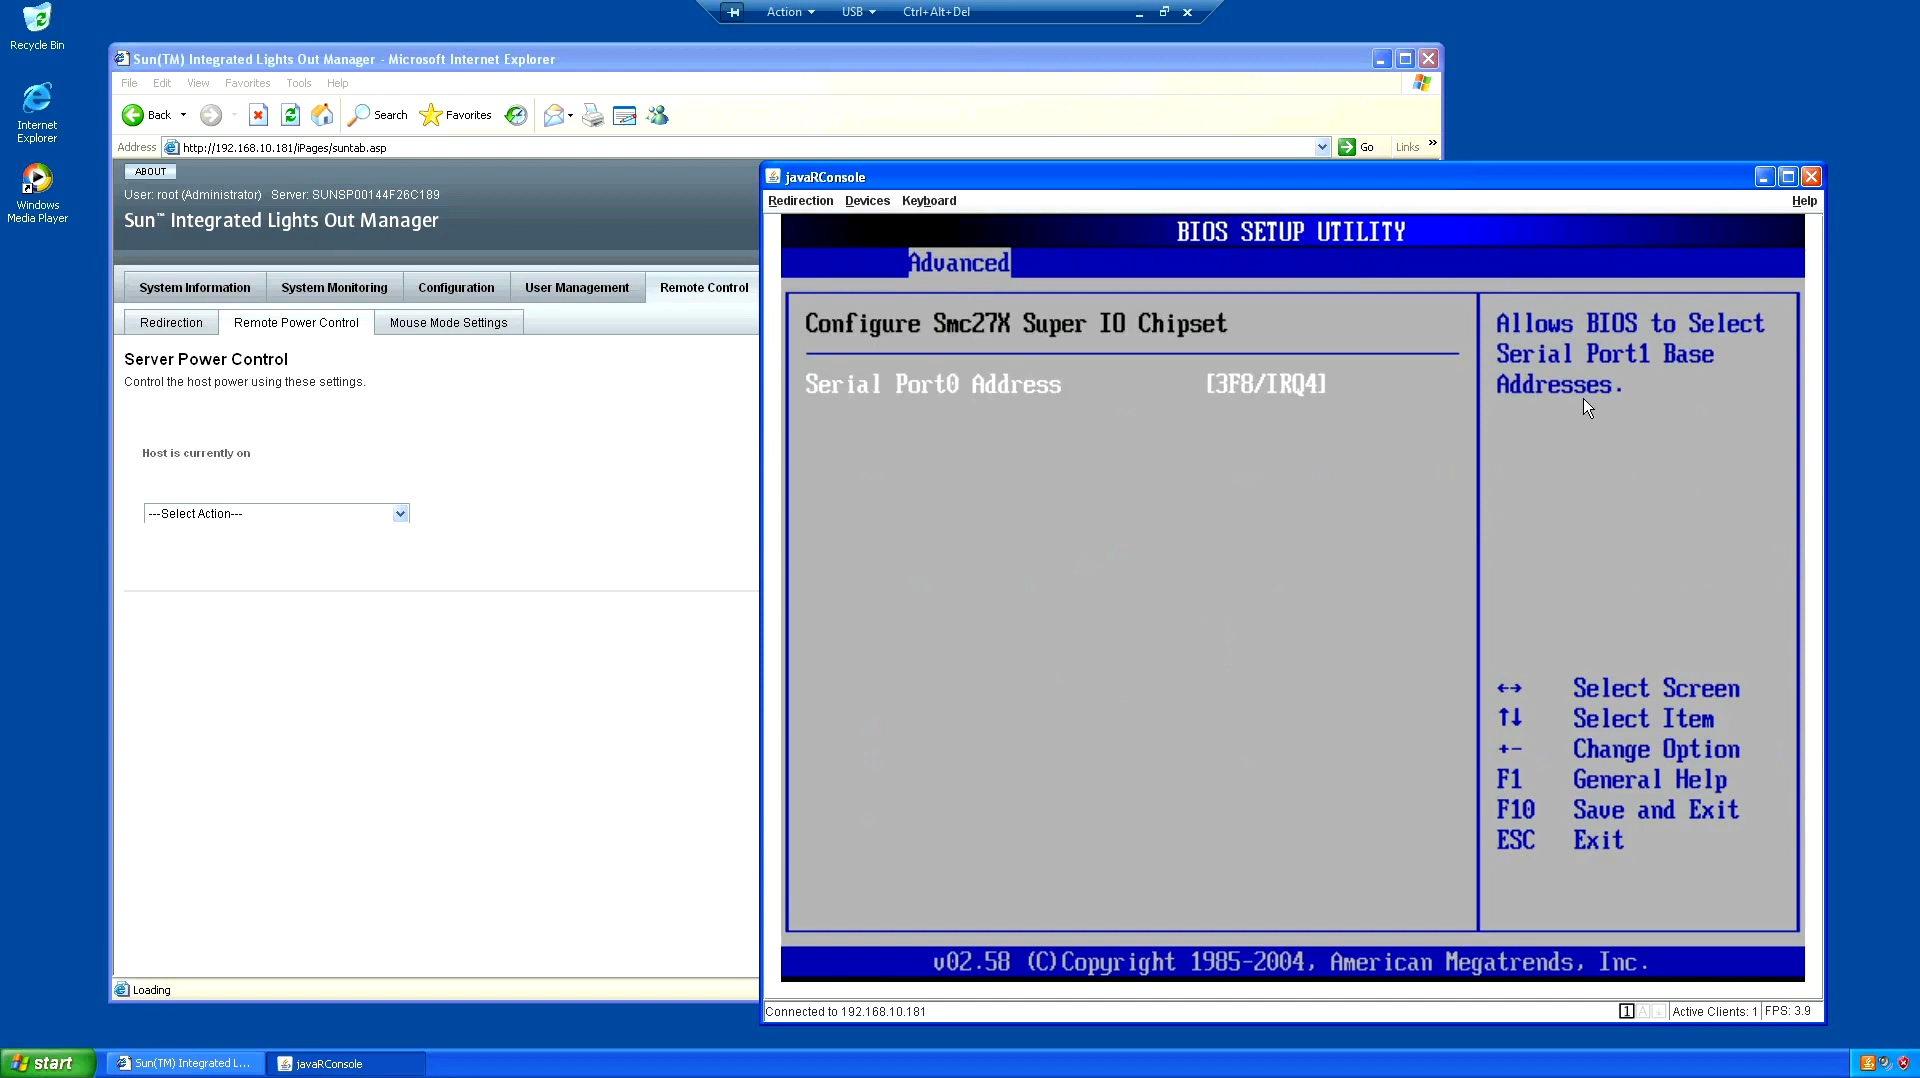 Action
USB
Ctrl+Alt+Del
Recycle Bin
Internet
Explorer
Windows
Media Player
Sun(TM) Integrated Lights Out Manager - Microsoft Internet Explorer
File Edit View Favorites Tools Help
Back Search Favorites
Address http://192.168.10.181/iPages/suntab.asp Go Links »
ABOUT
User: root (Administrator) Server: SUNSP00144F26C189
Sun™ Integrated Lights Out Manager
System Information System Monitoring Configuration User Management Remote Control
Redirection Remote Power Control Mouse Mode Settings
Server Power Control
Control the host power using these settings.
Host is currently on
---Select Action---
Loading
javaRConsole
Redirection Devices Keyboard Help
BIOS SETUP UTILITY
Advanced
Configure Smc27X Super IO Chipset
Serial Port0 Address [3F8/IRQ4]
Allows BIOS to Select
Serial Port1 Base
Addresses.
↔ Select Screen
↑↓ Select Item
+- Change Option
F1 General Help
F10 Save and Exit
ESC Exit
v02.58 (C)Copyright 1985-2004, American Megatrends, Inc.
Connected to 192.168.10.181 1 A Active Clients: 1 FPS: 3.9
start Sun(TM) Integrated L... javaRConsole